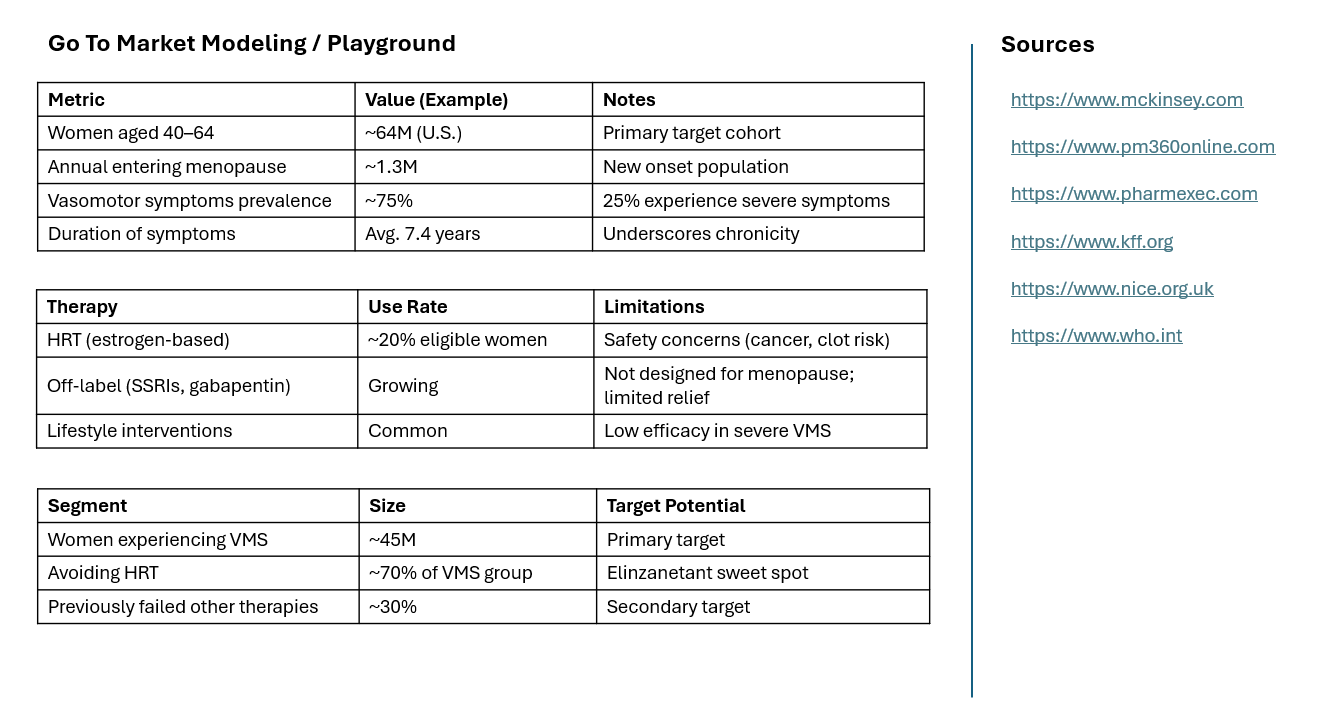 Go To Market Modeling / Playground
Metric Value (Example) Notes
Women aged 40–64 ~64M (U.S.) Primary target cohort
Annual entering menopause ~1.3M New onset population
Vasomotor symptoms prevalence ~75% 25% experience severe symptoms
Duration of symptoms Avg. 7.4 years Underscores chronicity
Therapy Use Rate Limitations
HRT (estrogen-based) ~20% eligible women Safety concerns (cancer, clot risk)
Off-label (SSRIs, gabapentin) Growing Not designed for menopause;
limited relief
Lifestyle interventions Common Low efficacy in severe VMS
Segment Size Target Potential
Women experiencing VMS ~45M Primary target
Avoiding HRT ~70% of VMS group Elinzanetant sweet spot
Previously failed other therapies ~30% Secondary target
Sources
https://www.mckinsey.com
https://www.pm360online.com
https://www.pharmexec.com
https://www.kff.org
https://www.nice.org.uk
https://www.who.int